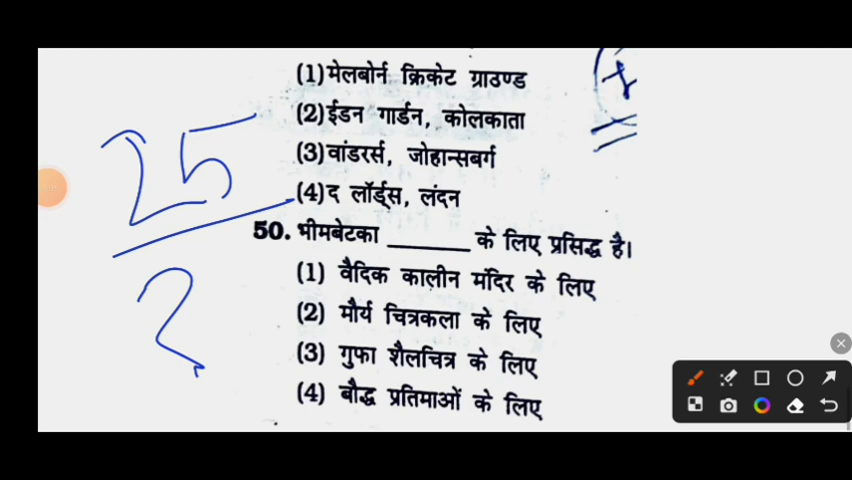 (1) मेलबोर्न क्रिकेट ग्राउण्ड
(2) ईडन गार्डन, कोलकाता
(3) वांडरर्स, जोहान्सबर्ग
(4) द लॉर्ड्स, लंदन
50. भीमबेटका ________ के लिए प्रसिद्ध है।
(1) वैदिक कालीन मंदिर के लिए
(2) मौर्य चित्रकला के लिए
(3) गुफा शैलचित्र के लिए
(4) बौद्ध प्रतिमाओं के लिए
25
2